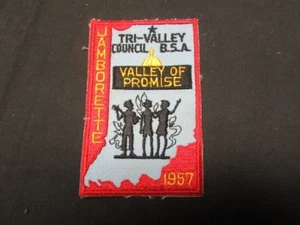 JAMBORETTE
TRI-VALLEY
COUNCIL B.S.A.
VALLEY OF
PROMISE
1957